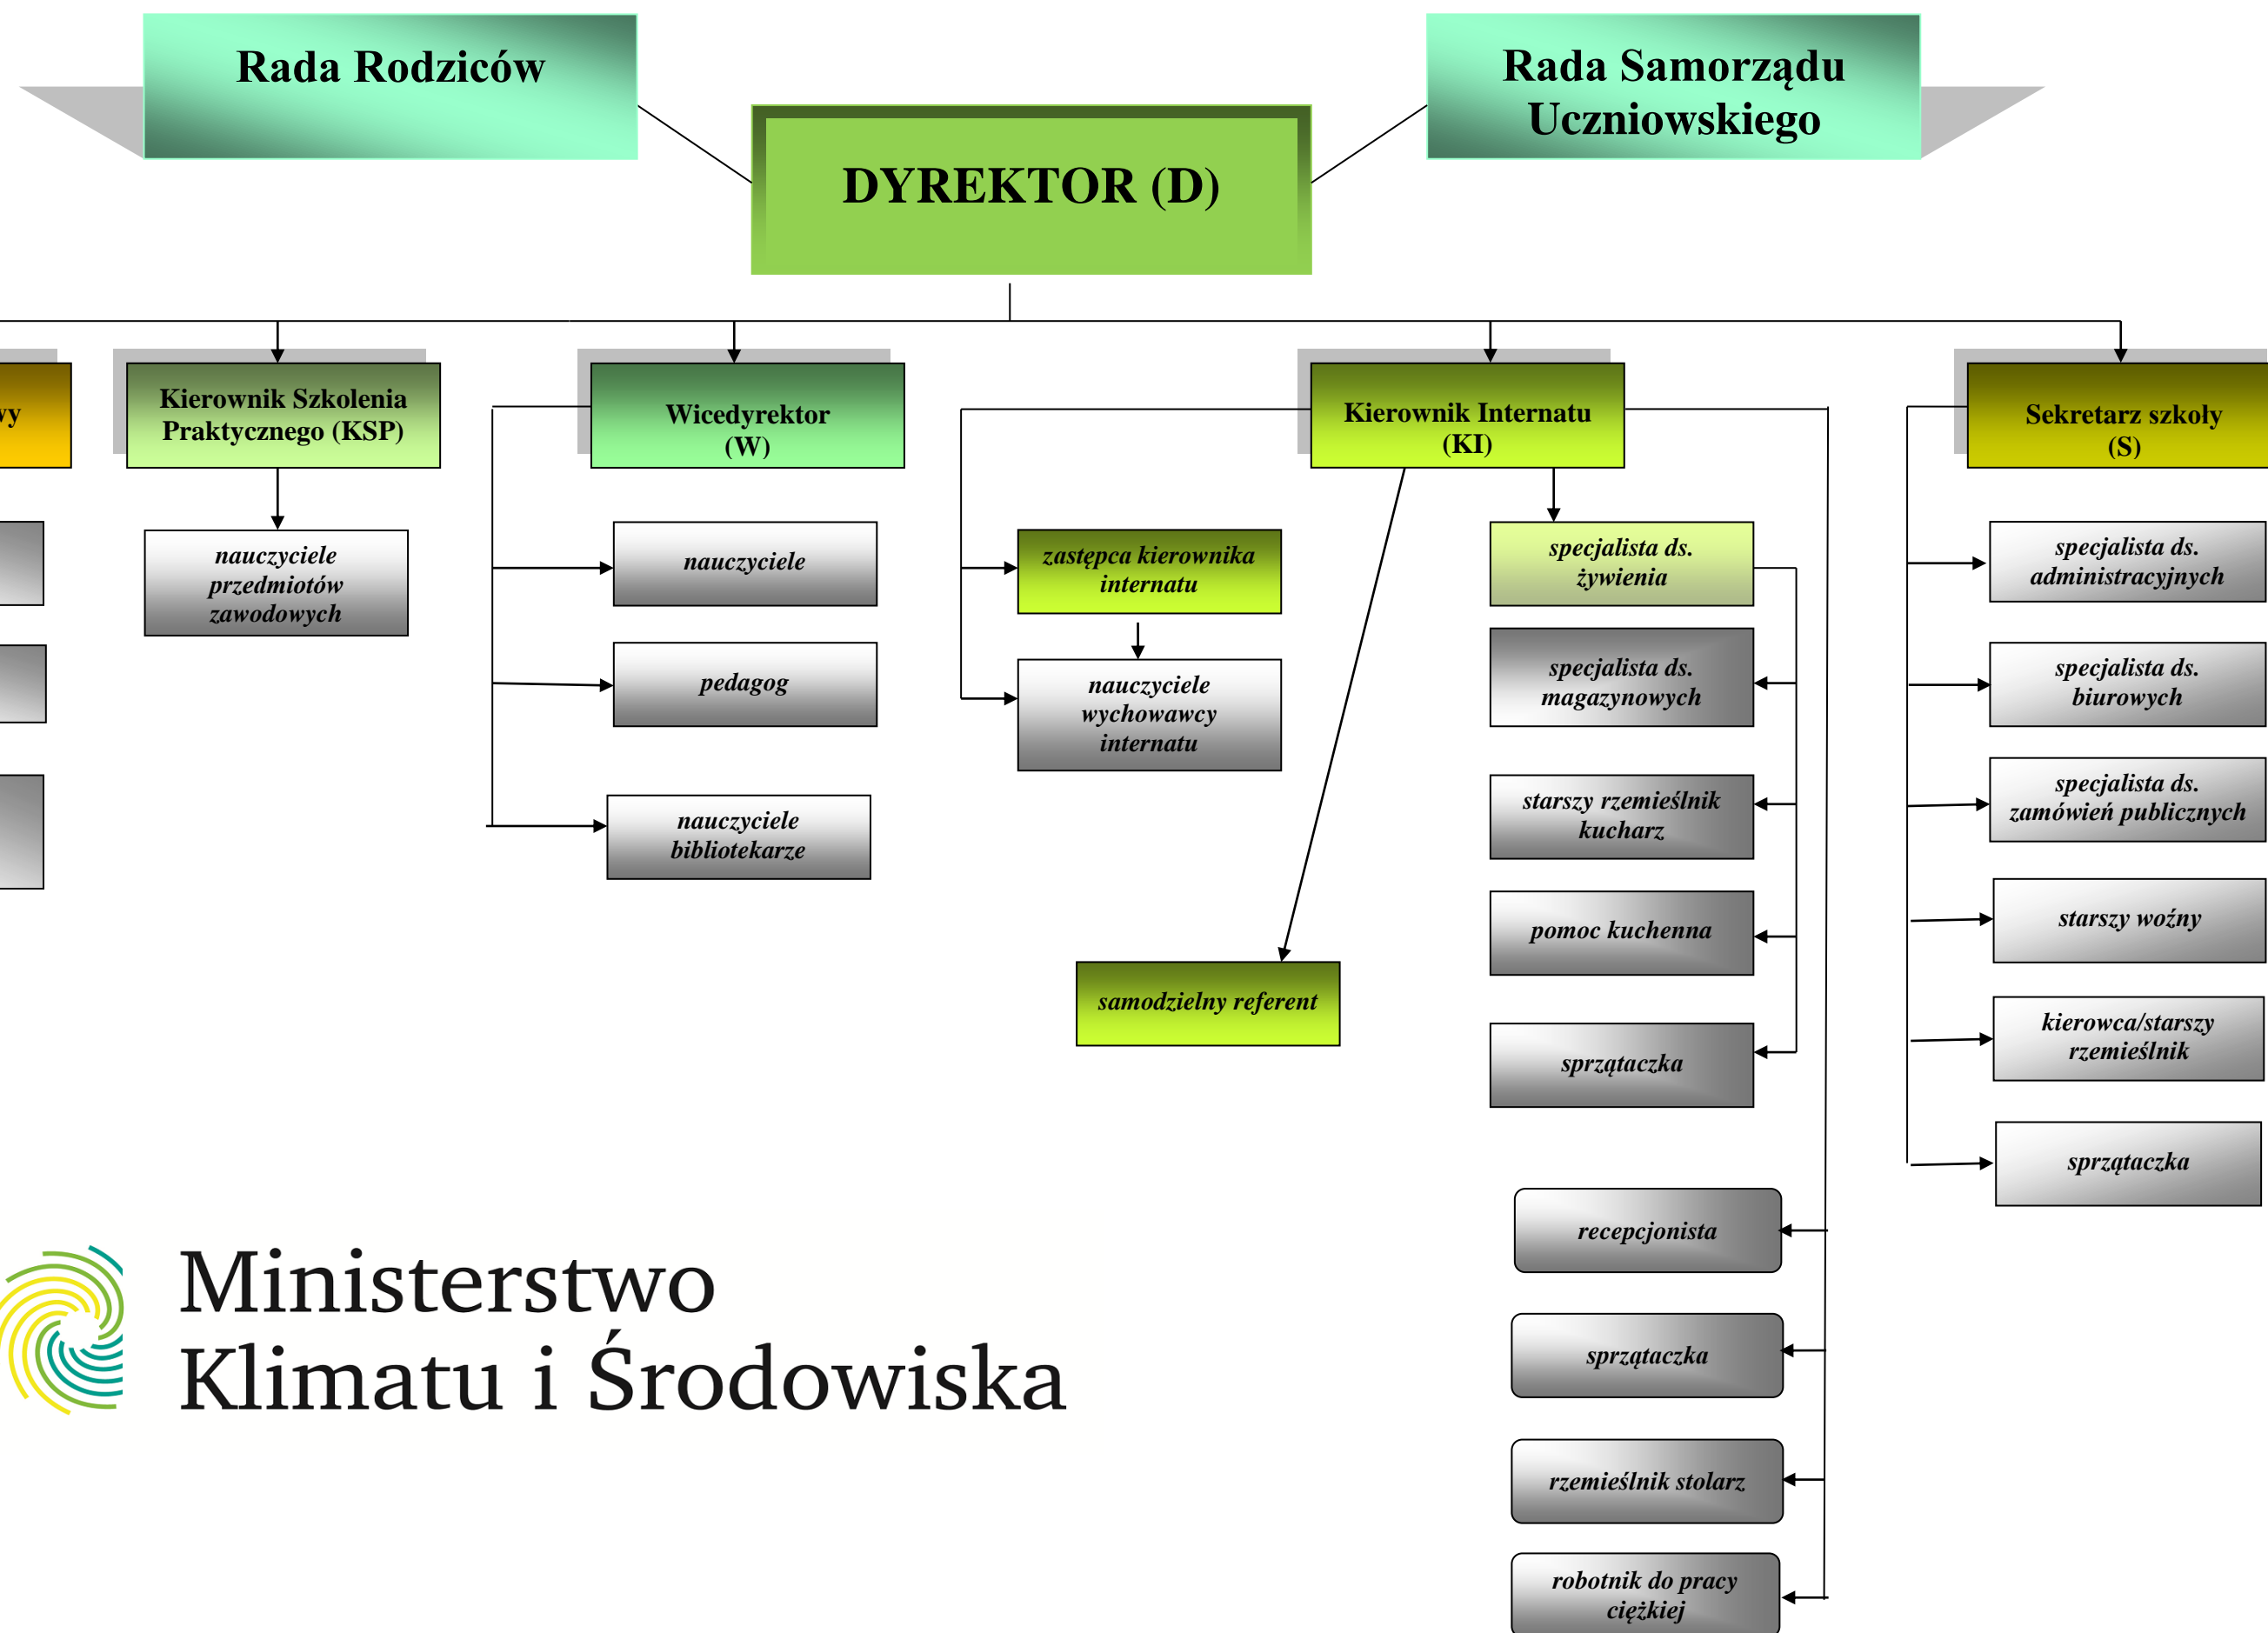 Rada Rodziców
Rada Samorządu
Uczniowskiego
DYREKTOR (D)
Kierownik Szkolenia
Praktycznego (KSP)
nauczyciele
przedmiotów
zawodowych
Wicedyrektor
(W)
nauczyciele
pedagog
nauczyciele
bibliotekarze
Kierownik Internatu
(KI)
zastępca kierownika
internatu
nauczyciele
wychowawcy
internatu
samodzielny referent
specjalista ds.
żywienia
specjalista ds.
magazynowych
starszy rzemieślnik
kucharz
pomoc kuchenna
sprzątaczka
recepcjonista
sprzątaczka
rzemieślnik stolarz
robotnik do pracy
ciężkiej
Sekretarz szkoły
(S)
specjalista ds.
administracyjnych
specjalista ds.
biurowych
specjalista ds.
zamówień publicznych
starszy woźny
kierowca/starszy
rzemieślnik
sprzątaczka
Ministerstwo
Klimatu i Środowiska